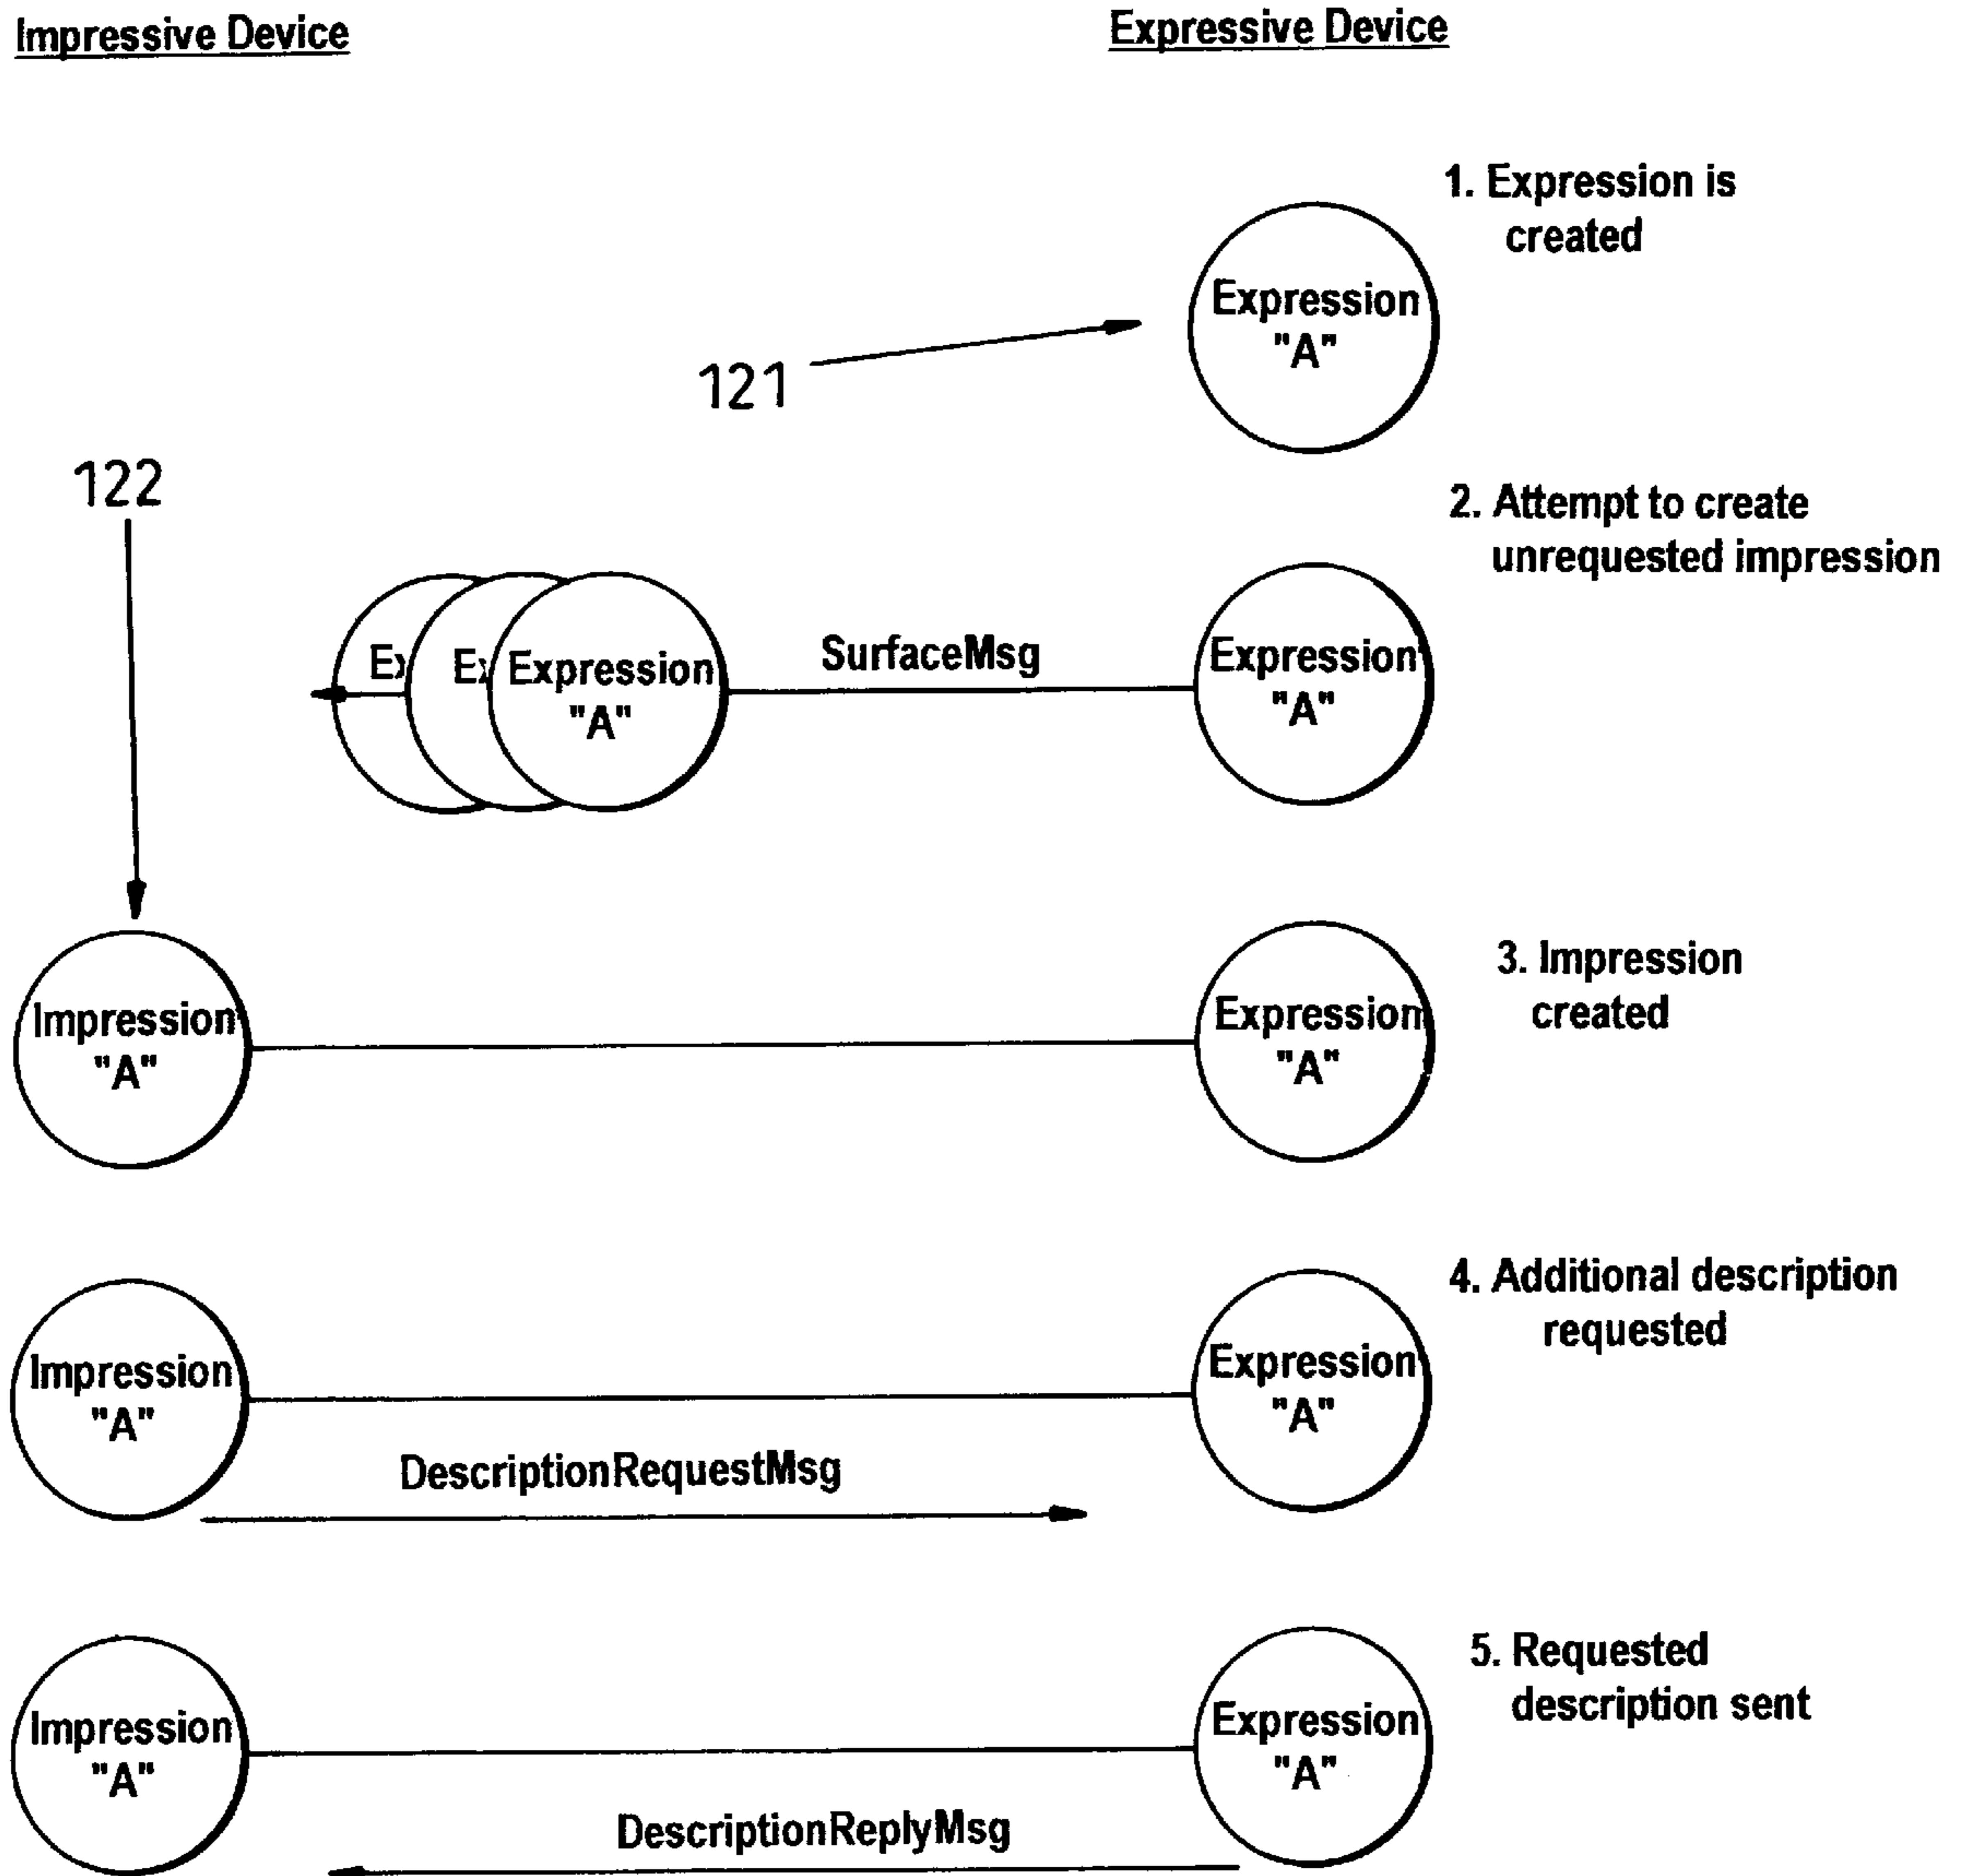 Impressive Device
Expressive Device
1. Expression is
created
Expression
"A"
121
122
2. Attempt to create
unrequested impression
Ex
Ex
Expression
"A"
SurfaceMsg
Expression
"A"
3. Impression
created
Impression
"A"
Expression
"A"
4. Additional description
requested
Impression
"A"
Expression
"A"
DescriptionRequestMsg
5. Requested
description sent
Impression
"A"
Expression
"A"
DescriptionReplyMsg